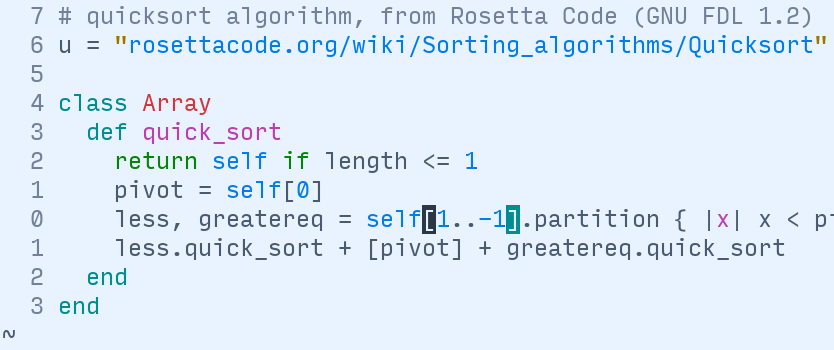 7 # quicksort algorithm, from Rosetta Code (GNU FDL 1.2)
6 u = "rosettacode.org/wiki/Sorting_algorithms/Quicksort"
5
4 class Array
3   def quick_sort
2     return self if length <= 1
1     pivot = self[0]
0     less, greatereq = self[1..-1].partition { |x| x < p
1     less.quick_sort + [pivot] + greatereq.quick_sort
2   end
3 end
~